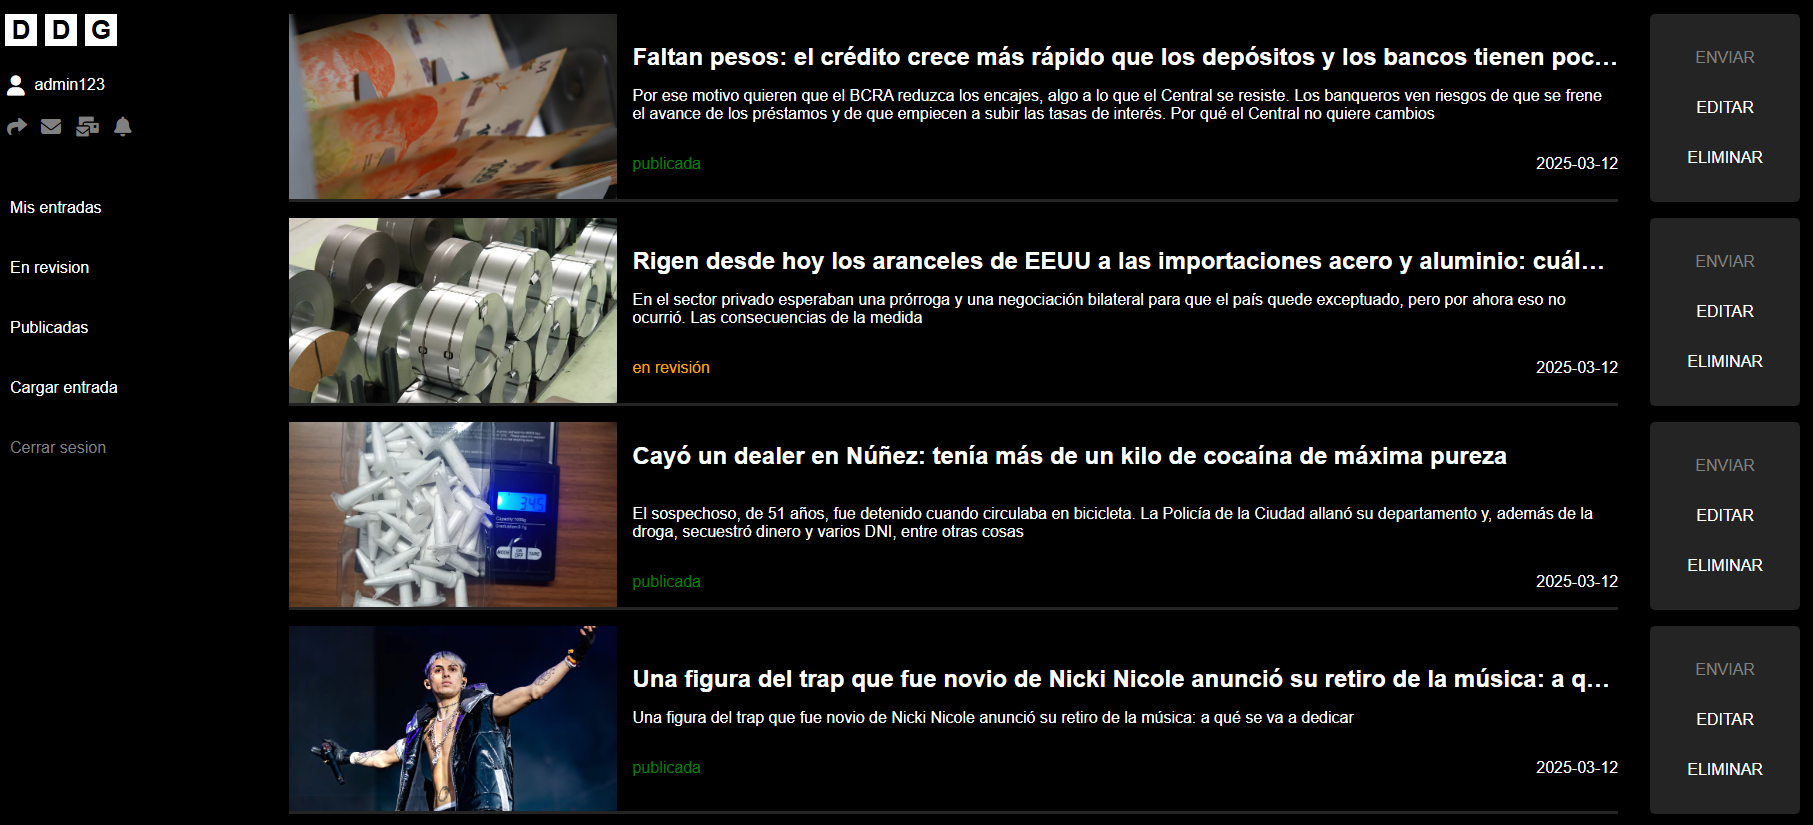 D D G
admin123
Mis entradas
En revision
Publicadas
Cargar entrada
Cerrar sesion
Faltan pesos: el crédito crece más rápido que los depósitos y los bancos tienen poc...
Por ese motivo quieren que el BCRA reduzca los encajes, algo a lo que el Central se resiste. Los banqueros ven riesgos de que se frene
el avance de los préstamos y de que empiecen a subir las tasas de interés. Por qué el Central no quiere cambios
publicada
2025-03-12
ENVIAR
EDITAR
ELIMINAR
Rigen desde hoy los aranceles de EEUU a las importaciones acero y aluminio: cuál...
En el sector privado esperaban una prórroga y una negociación bilateral para que el país quede exceptuado, pero por ahora eso no
ocurrió. Las consecuencias de la medida
en revisión
2025-03-12
ENVIAR
EDITAR
ELIMINAR
Cayó un dealer en Núñez: tenía más de un kilo de cocaína de máxima pureza
El sospechoso, de 51 años, fue detenido cuando circulaba en bicicleta. La Policía de la Ciudad allanó su departamento y, además de la
droga, secuestró dinero y varios DNI, entre otras cosas
publicada
2025-03-12
ENVIAR
EDITAR
ELIMINAR
Una figura del trap que fue novio de Nicki Nicole anunció su retiro de la música: a q...
Una figura del trap que fue novio de Nicki Nicole anunció su retiro de la música: a qué se va a dedicar
publicada
2025-03-12
ENVIAR
EDITAR
ELIMINAR